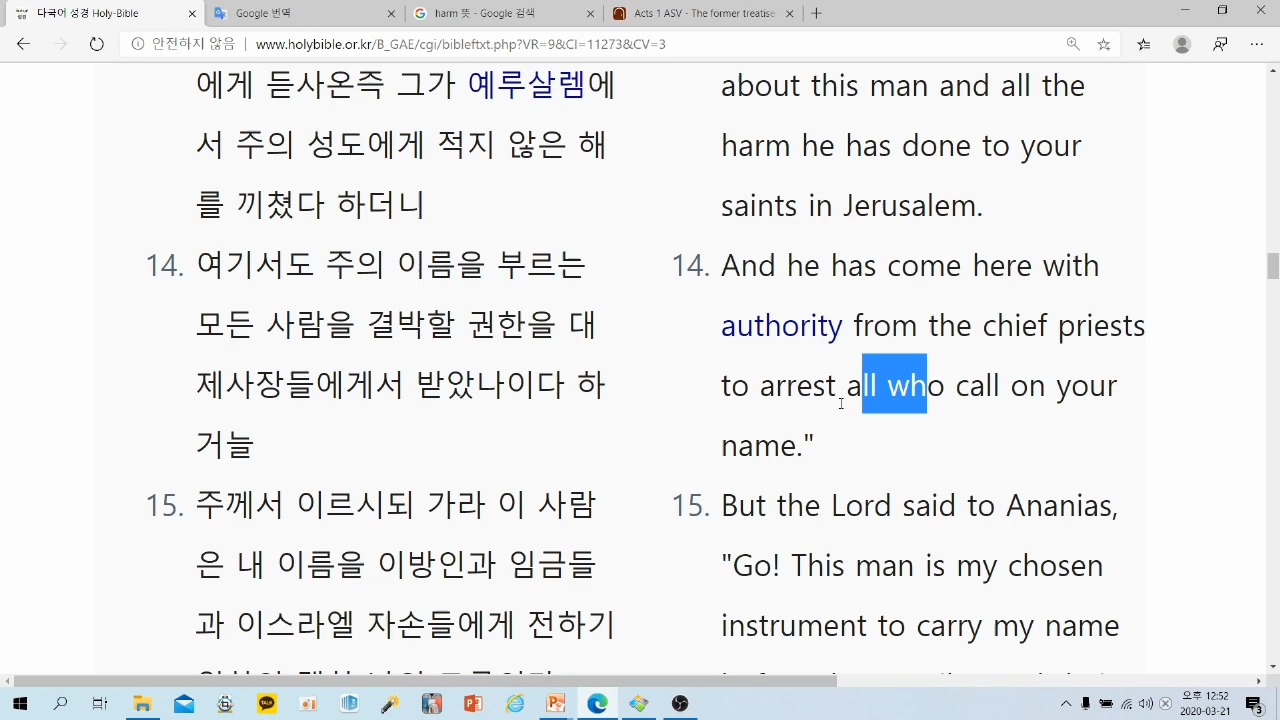 다국어 성경 Holy-Bible
Google 번역
harm 뜻 - Google 검색
Acts 1 ASV - The former treatise
안전하지 않음
www.holybible.or.kr/B_GAE/cgi/bibleftxt.php?VR=9&CI=11273&CV=3
에게 듣사온즉 그가 예루살렘에
서 주의 성도에게 적지 않은 해
를 끼쳤다 하더니
14. 여기서도 주의 이름을 부르는
모든 사람을 결박할 권한을 대
제사장들에게서 받았나이다 하
거늘
15. 주께서 이르시되 가라 이 사람
은 내 이름을 이방인과 임금들
과 이스라엘 자손들에게 전하기
about this man and all the
harm he has done to your
saints in Jerusalem.
14. And he has come here with
authority from the chief priests
to arrest all who call on your
name."
15. But the Lord said to Ananias,
"Go! This man is my chosen
instrument to carry my name
TALK
오후 12:52
2020-03-21
3